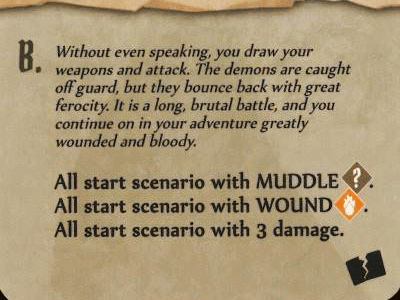 B.
Without even speaking, you draw your
weapons and attack. The demons are caught
off guard, but they bounce back with great
ferocity. It is a long, brutal battle, and you
continue on in your adventure greatly
wounded and bloody.
All start scenario with MUDDLE ?.
All start scenario with WOUND.
All start scenario with 3 damage.